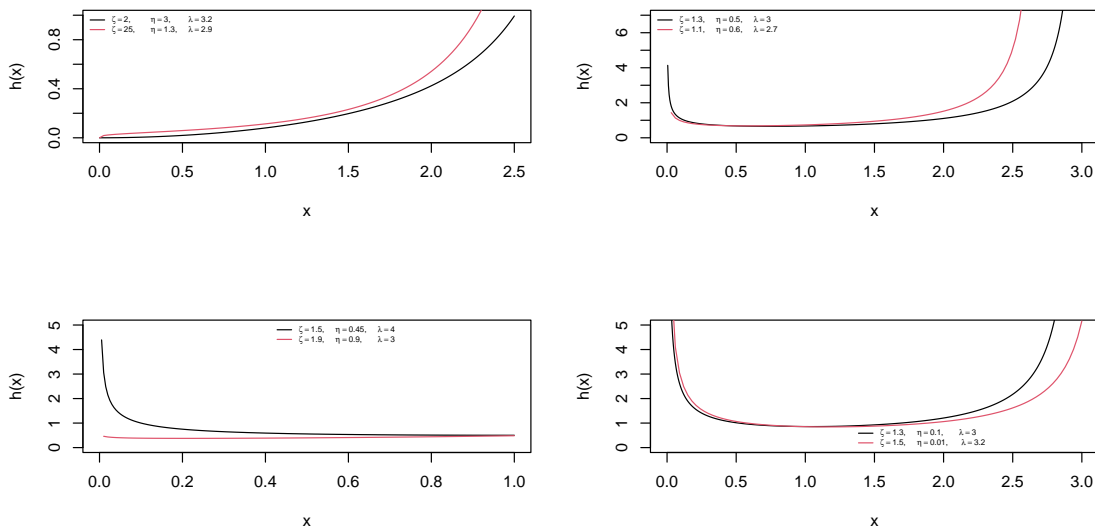 h(x)
0.0 0.4 0.8
ζ = 2, η = 3, λ = 3.2
ζ = 25, η = 1.3, λ = 2.9
0.0 0.5 1.0 1.5 2.0 2.5
x
h(x)
0 2 4 6
ζ = 1.3, η = 0.5, λ = 3
ζ = 1.1, η = 0.6, λ = 2.7
0.0 0.5 1.0 1.5 2.0 2.5 3.0
x
h(x)
0 1 2 3 4 5
ζ = 1.5, η = 0.45, λ = 4
ζ = 1.9, η = 0.9, λ = 3
0.0 0.2 0.4 0.6 0.8 1.0
x
h(x)
0 1 2 3 4 5
ζ = 1.3, η = 0.1, λ = 3
ζ = 1.5, η = 0.01, λ = 3.2
0.0 0.5 1.0 1.5 2.0 2.5 3.0
x